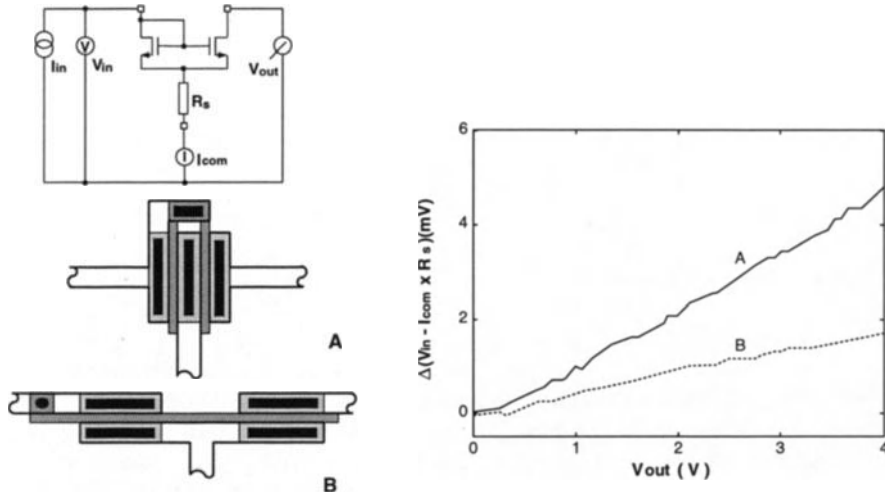 Iin
V
Vin
Vout
Rs
I
Icom
A
B
Δ(Vin - Icom x Rs)(mV)
6
4
2
0
A
B
0
1
2
3
4
Vout (V)